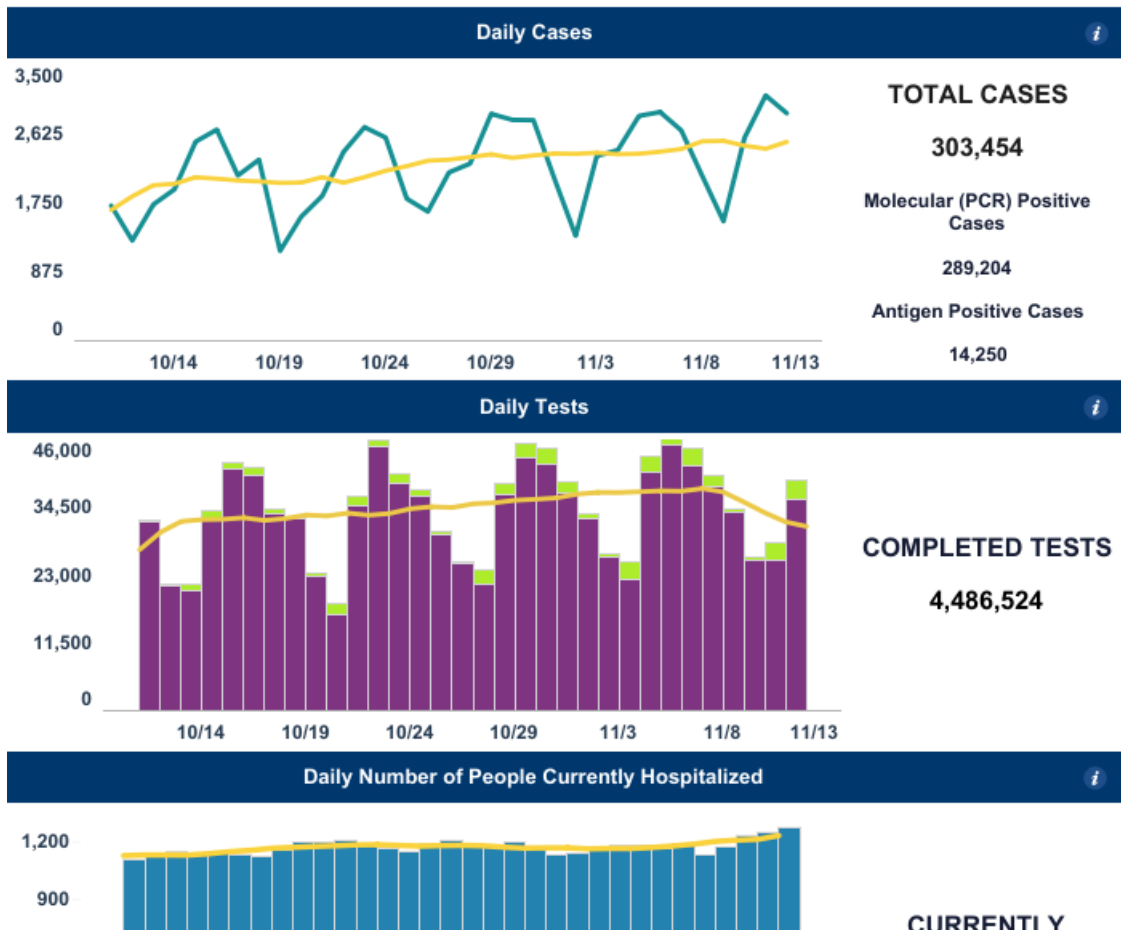 Daily Cases
i
3,500
2,625
1,750
875
0
10/14 10/19 10/24 10/29 11/3 11/8 11/13
TOTAL CASES
303,454
Molecular (PCR) Positive
Cases
289,204
Antigen Positive Cases
14,250
Daily Tests
i
46,000
34,500
23,000
11,500
0
10/14 10/19 10/24 10/29 11/3 11/8 11/13
COMPLETED TESTS
4,486,524
Daily Number of People Currently Hospitalized
i
1,200
900
CURRENTLY